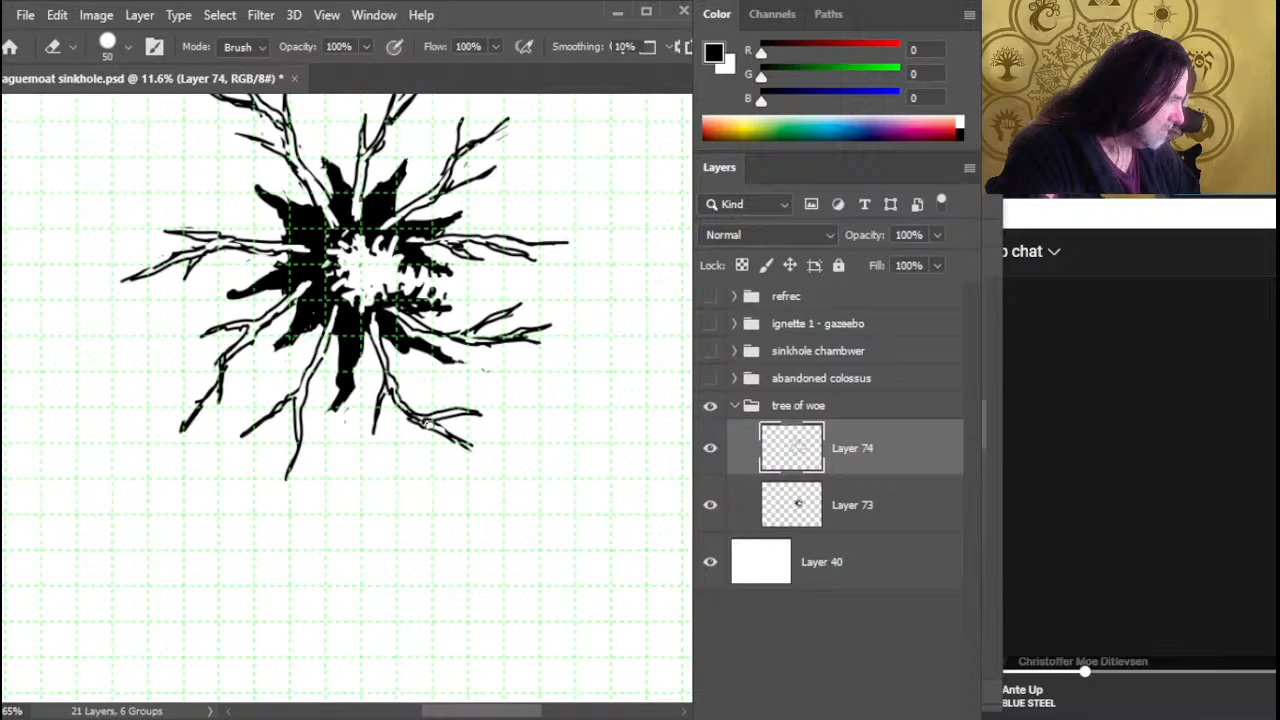 File Edit Image Layer Type Select Filter 3D View Window Help
50 Mode: Brush Opacity: 100% Flow: 100% Smoothing: 10%
aguemoat sinkhole.psd @ 11.6% (Layer 74, RGB/8#) * ×
Color Channels Paths
R 0
G 0
B 0
Layers
Kind
Normal Opacity: 100%
Lock: Fill: 100%
refrec
ignette 1 - gazeebo
sinkhole chambwer
abandoned colossus
tree of woe
Layer 74
Layer 73
Layer 40
65% 21 Layers, 6 Groups
chat
Christoffer Moe Ditlevsen
Ante Up
BLUE STEEL